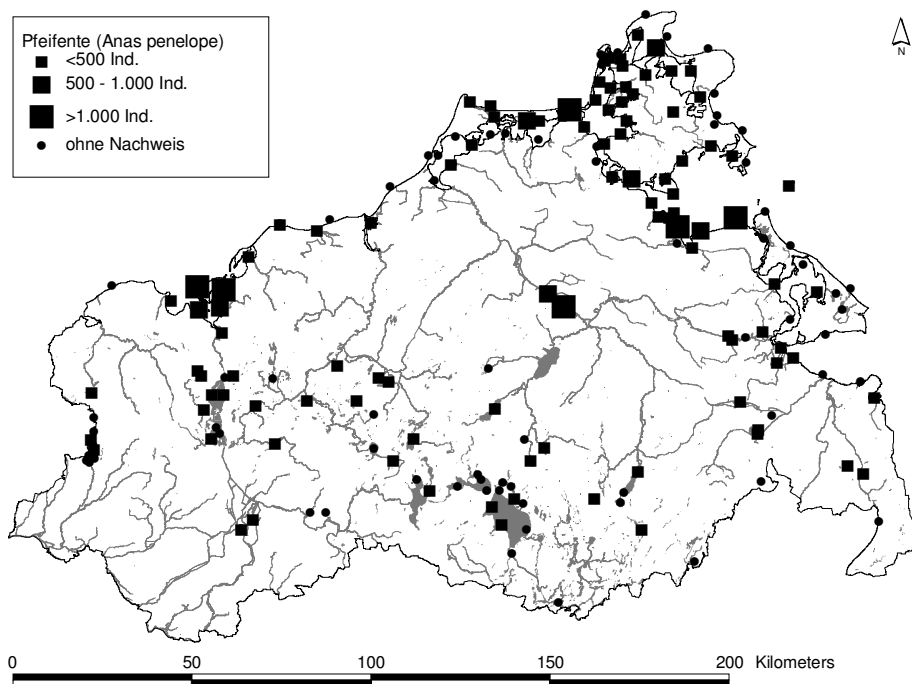 Pfeifente (Anas penelope)
<500 Ind.
500 - 1.000 Ind.
>1.000 Ind.
ohne Nachweis
N
0 50 100 150 200 Kilometers